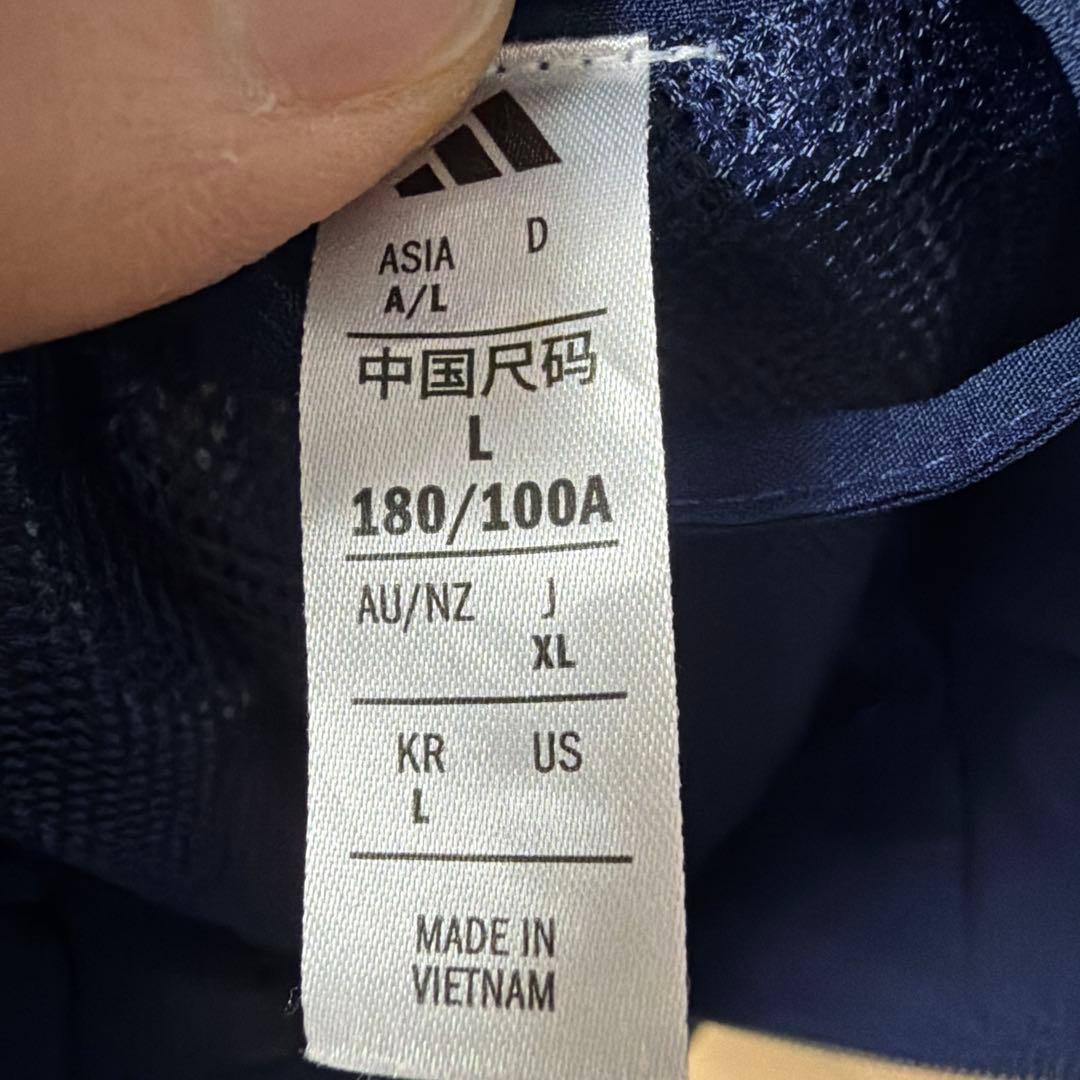 ASIA D
A/L
中国尺码
L
180/100A
AU/NZ J
XL
KR US
L
MADE IN
VIETNAM